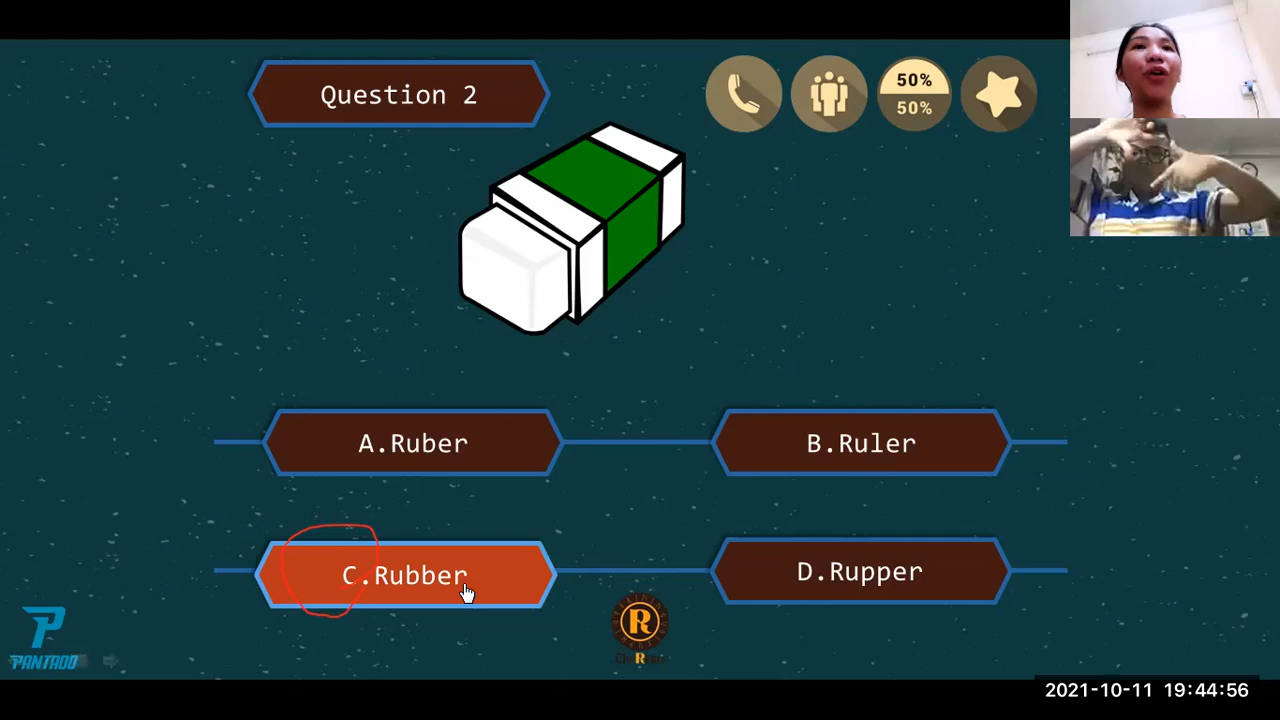 Question 2
50%
50%
A.Ruber
B.Ruler
C.Rubber
D.Rupper
R
PANTADO
2021-10-11 19:44:56